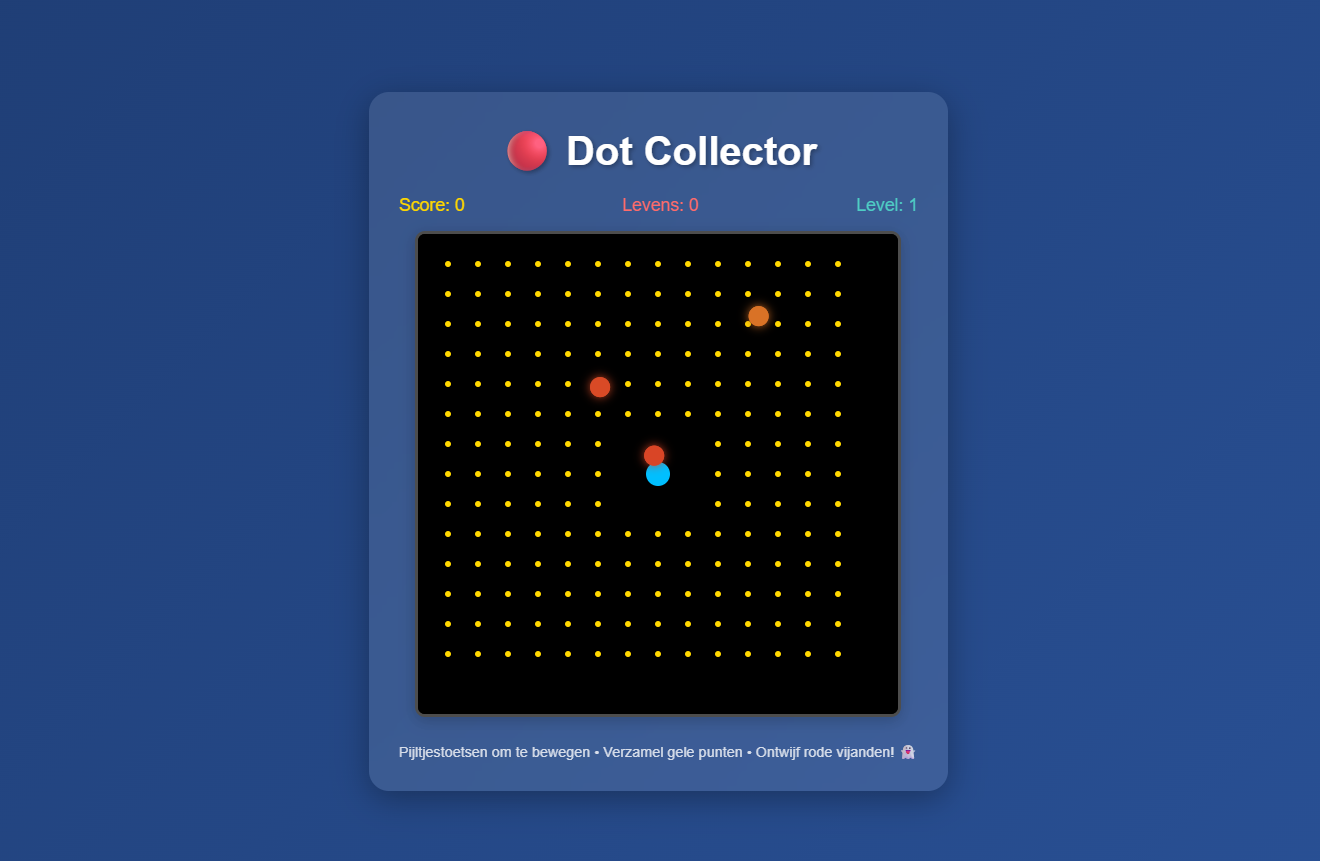 Dot Collector
Score: 0 Levens: 0 Level: 1
Pijltjestoetsen om te bewegen • Verzamel gele punten • Ontwijf rode vijanden! 👻